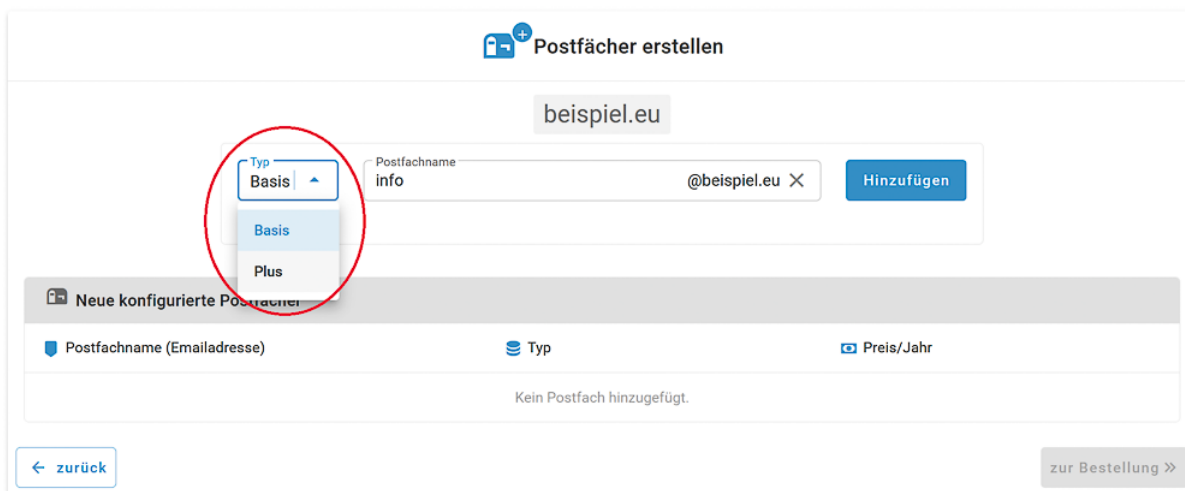 Postfächer erstellen
beispiel.eu
Typ
Basis
Postfachname
info @beispiel.eu
Hinzufügen
Basis
Plus
Neue konfigurierte Postfächer
Postfachname (Emailadresse) Typ Preis/Jahr
Kein Postfach hinzugefügt.
← zurück zur Bestellung »